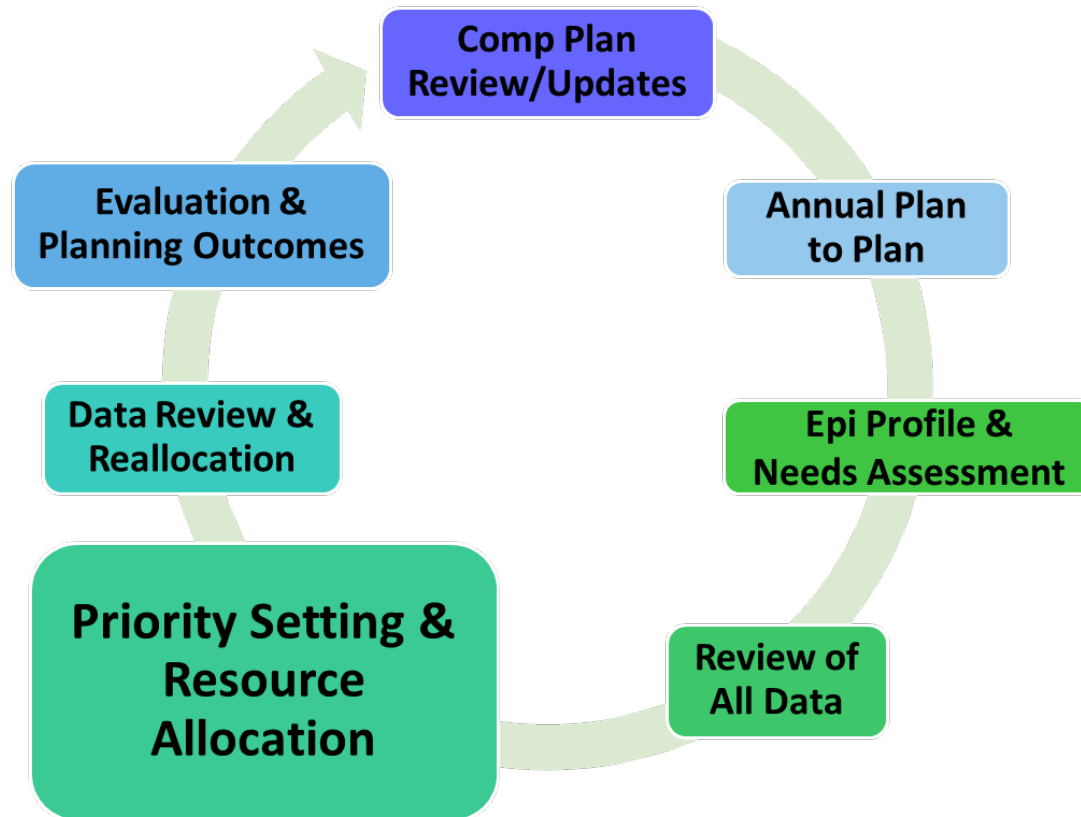 Comp Plan
Review/Updates
Annual Plan
to Plan
Epi Profile &
Needs Assessment
Review of
All Data
Priority Setting &
Resource
Allocation
Data Review &
Reallocation
Evaluation &
Planning Outcomes